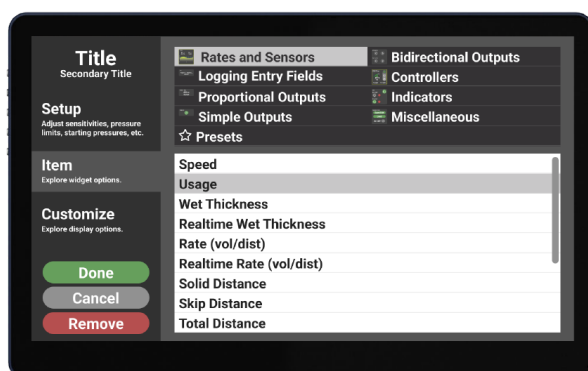 Title
Secondary Title
Setup
Adjust sensitivities, pressure
limits, starting pressures, etc.
Item
Explore widget options.
Customize
Explore display options.
Done
Cancel
Remove
Rates and Sensors
Logging Entry Fields
Proportional Outputs
Simple Outputs
☆ Presets
Bidirectional Outputs
Controllers
Indicators
Miscellaneous
Speed
Usage
Wet Thickness
Realtime Wet Thickness
Rate (vol/dist)
Realtime Rate (vol/dist)
Solid Distance
Skip Distance
Total Distance